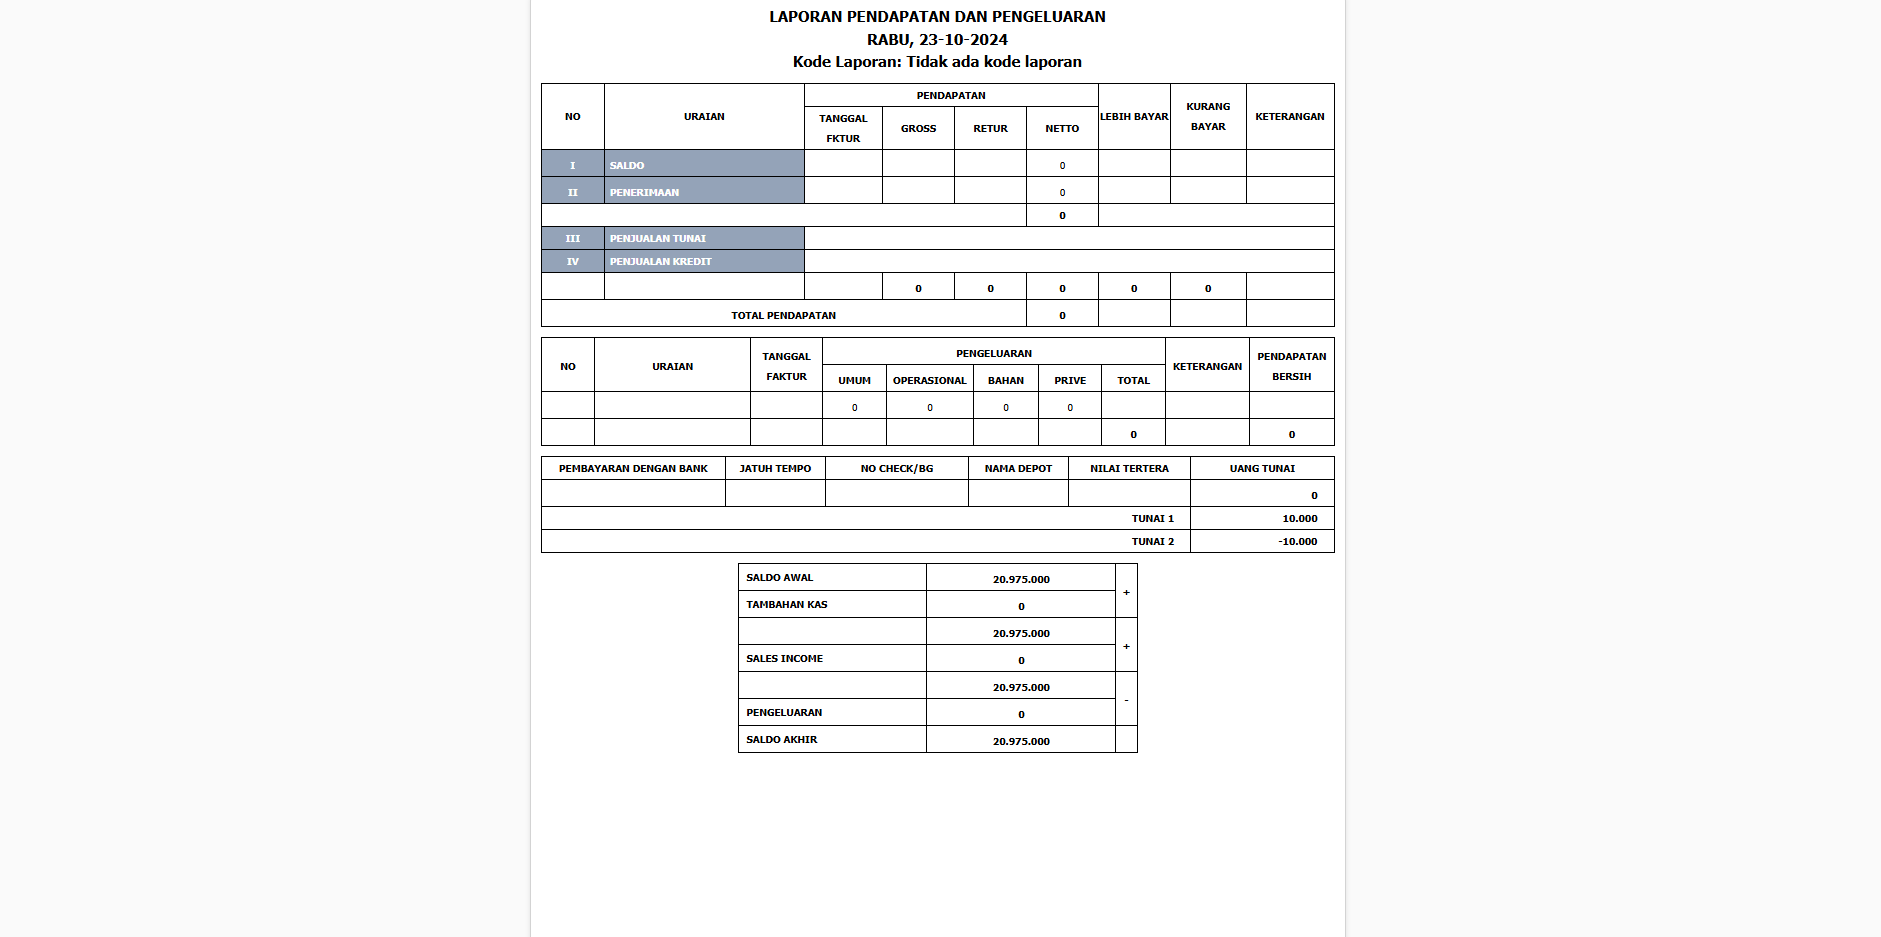 LAPORAN PENDAPATAN DAN PENGELUARAN
RABU, 23-10-2024
Kode Laporan: Tidak ada kode laporan
NO URAIAN PENDAPATAN LEBIH BAYAR KURANG BAYAR KETERANGAN
TANGGAL FKTUR GROSS RETUR NETTO
I SALDO 0
II PENERIMAAN 0
0
III PENJUALAN TUNAI
IV PENJUALAN KREDIT
0 0 0 0 0
TOTAL PENDAPATAN 0
NO URAIAN TANGGAL FAKTUR PENGELUARAN KETERANGAN PENDAPATAN BERSIH
UMUM OPERASIONAL BAHAN PRIVE TOTAL
0 0 0 0
0 0
PEMBAYARAN DENGAN BANK JATUH TEMPO NO CHECK/BG NAMA DEPOT NILAI TERTERA UANG TUNAI
0
TUNAI 1 10.000
TUNAI 2 -10.000
SALDO AWAL 20.975.000
+
TAMBAHAN KAS 0
20.975.000
+
SALES INCOME 0
20.975.000
-
PENGELUARAN 0
SALDO AKHIR 20.975.000